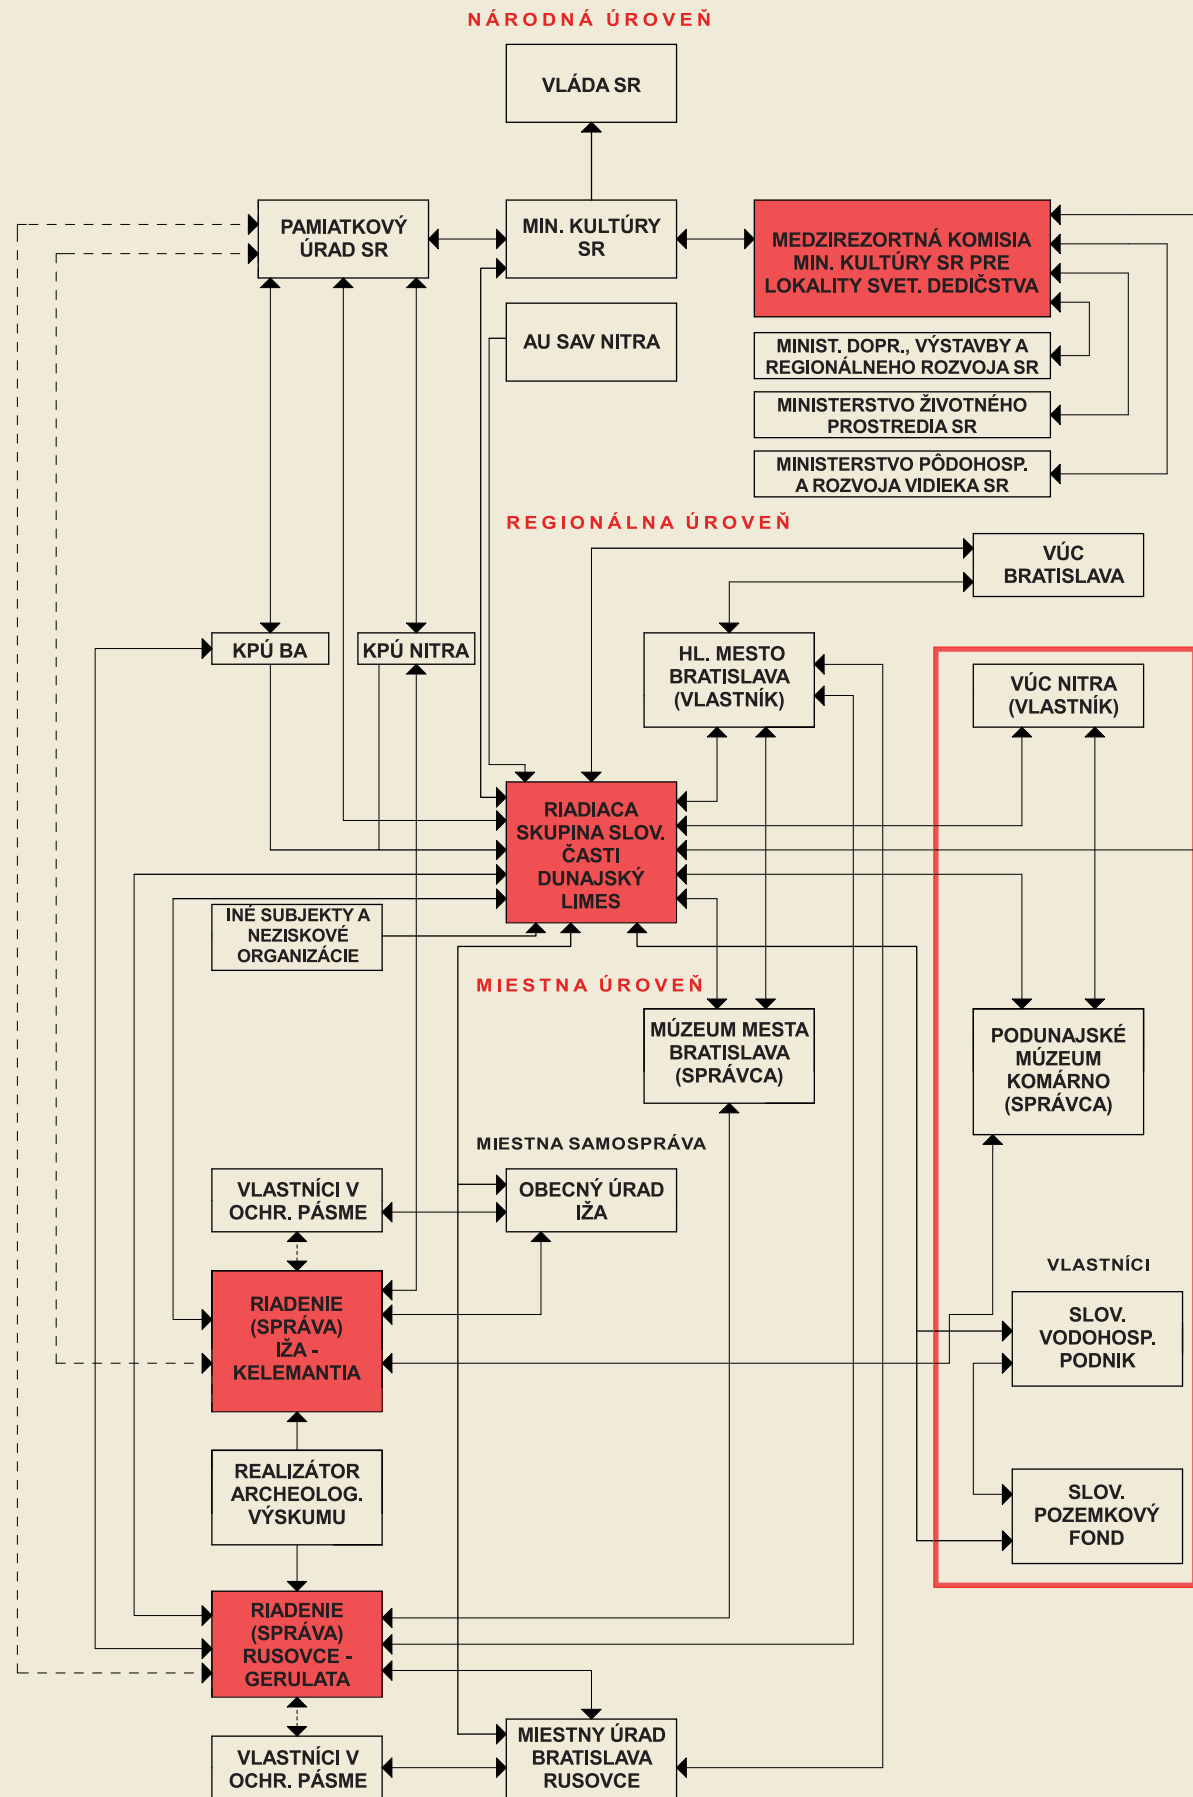 NÁRODNÁ ÚROVEŇ
VLÁDA SR
PAMIATKOVÝ
ÚRAD SR
MIN. KULTÚRY
SR
MEDZIREZORTNÁ KOMISIA
MIN. KULTÚRY SR PRE
LOKALITY SVET. DEDIČSTVA
AU SAV NITRA
MINIST. DOPR., VÝSTAVBY A
REGIONÁLNEHO ROZVOJA SR
MINISTERSTVO ŽIVOTNÉHO
PROSTREDIA SR
MINISTERSTVO PÔDOHOSP.
A ROZVOJA VIDIEKA SR
REGIONÁLNA ÚROVEŇ
VÚC
BRATISLAVA
KPÚ BA
KPÚ NITRA
HL. MESTO
BRATISLAVA
(VLASTNÍK)
VÚC NITRA
(VLASTNÍK)
RIADIACA
SKUPINA SLOV.
ČASTI
DUNAJSKÝ
LIMES
INÉ SUBJEKTY A
NEZISKOVÉ
ORGANIZÁCIE
MIESTNA ÚROVEŇ
MÚZEUM MESTA
BRATISLAVA
(SPRÁVCA)
PODUNAJSKÉ
MÚZEUM
KOMÁRNO
(SPRÁVCA)
MIESTNA SAMOSPRÁVA
VLASTNÍCI V
OCHR. PÁSME
OBECNÝ ÚRAD
IŽA
VLASTNÍCI
RIADENIE
(SPRÁVA)
IŽA -
KELEMANTIA
SLOV.
VODOHOSP.
PODNIK
REALIZÁTOR
ARCHEOLOG.
VÝSKUMU
SLOV.
POZEMKOVÝ
FOND
RIADENIE
(SPRÁVA)
RUSOVCE -
GERULATA
VLASTNÍCI V
OCHR. PÁSME
MIESTNY ÚRAD
BRATISLAVA
RUSOVCE